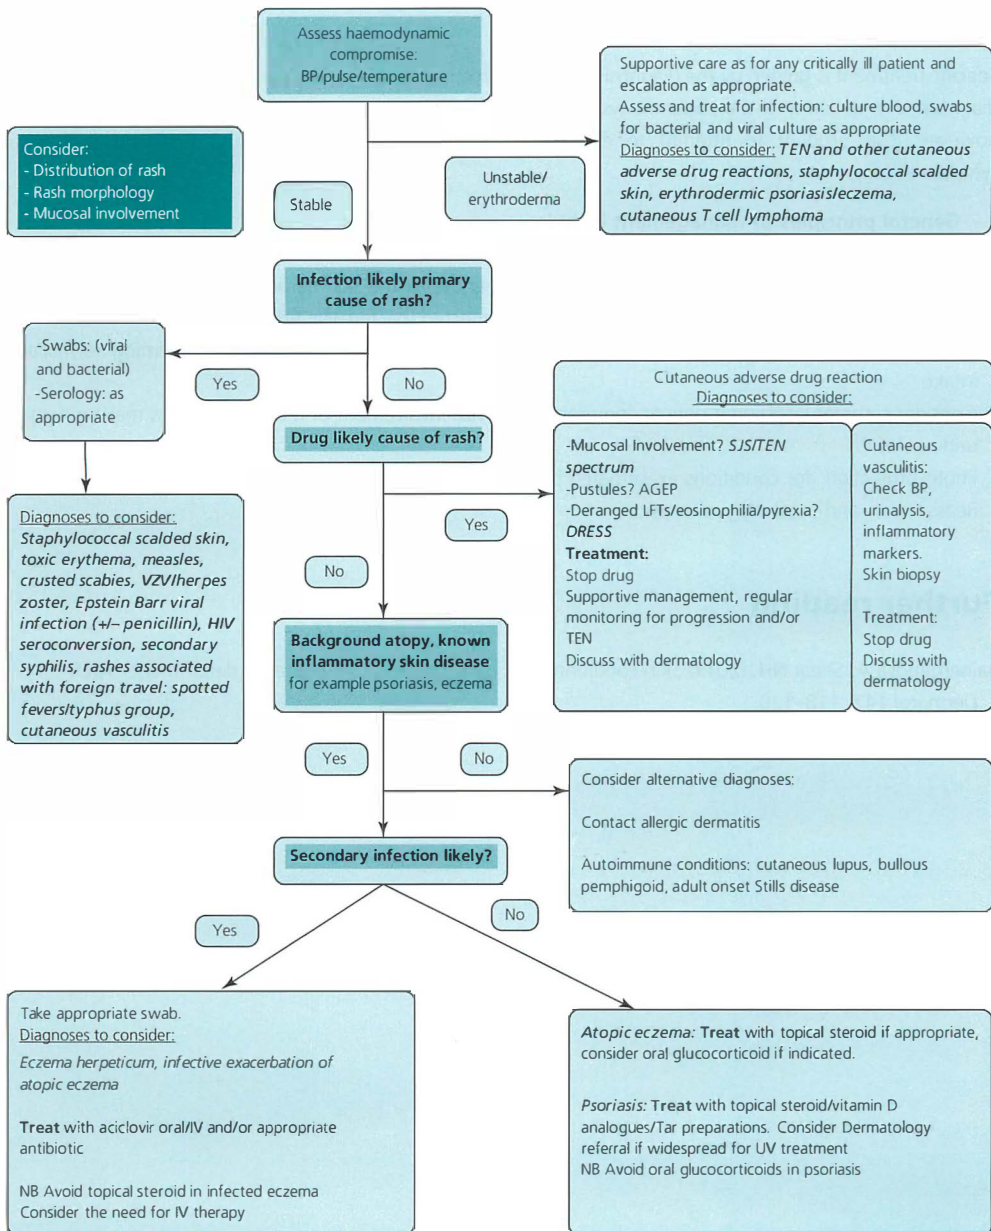 Assess haemodynamic
compromise:
BP/pulse/temperature
Supportive care as for any critically ill patient and
escalation as appropriate.
Assess and treat for infection: culture blood, swabs
for bacterial and viral culture as appropriate
Diagnoses to consider: TEN and other cutaneous
adverse drug reactions, staphylococcal scalded
skin, erythrodermic psoriasis/eczema,
cutaneous T cell lymphoma
Consider:
- Distribution of rash
- Rash morphology
- Mucosal involvement
Unstable/
erythroderma
Stable
Infection likely primary
cause of rash?
-Swabs: (viral
and bacterial)
-Serology: as
appropriate
Yes
No
Cutaneous adverse drug reaction
Diagnoses to consider:
Drug likely cause of rash?
-Mucosal Involvement? SJS/TEN
spectrum
-Pustules? AGEP
-Deranged LFTs/eosinophilia/pyrexia?
DRESS
Treatment:
Stop drug
Supportive management, regular
monitoring for progression and/or
TEN
Discuss with dermatology
Cutaneous
vasculitis:
Check BP,
urinalysis,
inflammatory
markers.
Skin biopsy
Treatment:
Stop drug
Discuss with
dermatology
Yes
No
Diagnoses to consider:
Staphylococcal scalded skin,
toxic erythema, measles,
crusted scabies, VZV/herpes
zoster, Epstein Barr viral
infection (+/– penicillin), HIV
seroconversion, secondary
syphilis, rashes associated
with foreign travel: spotted
fevers/typhus group,
cutaneous vasculitis
Background atopy, known
inflammatory skin disease
for example psoriasis, eczema
Yes
No
Consider alternative diagnoses:
Contact allergic dermatitis
Autoimmune conditions: cutaneous lupus, bullous
pemphigoid, adult onset Stills disease
Secondary infection likely?
Yes
No
Take appropriate swab.
Diagnoses to consider:
Eczema herpeticum, infective exacerbation of
atopic eczema
Treat with aciclovir oral/IV and/or appropriate
antibiotic
NB Avoid topical steroid in infected eczema
Consider the need for IV therapy
Atopic eczema: Treat with topical steroid if appropriate,
consider oral glucocorticoid if indicated.
Psoriasis: Treat with topical steroid/vitamin D
analogues/Tar preparations. Consider Dermatology
referral if widespread for UV treatment
NB Avoid oral glucocorticoids in psoriasis